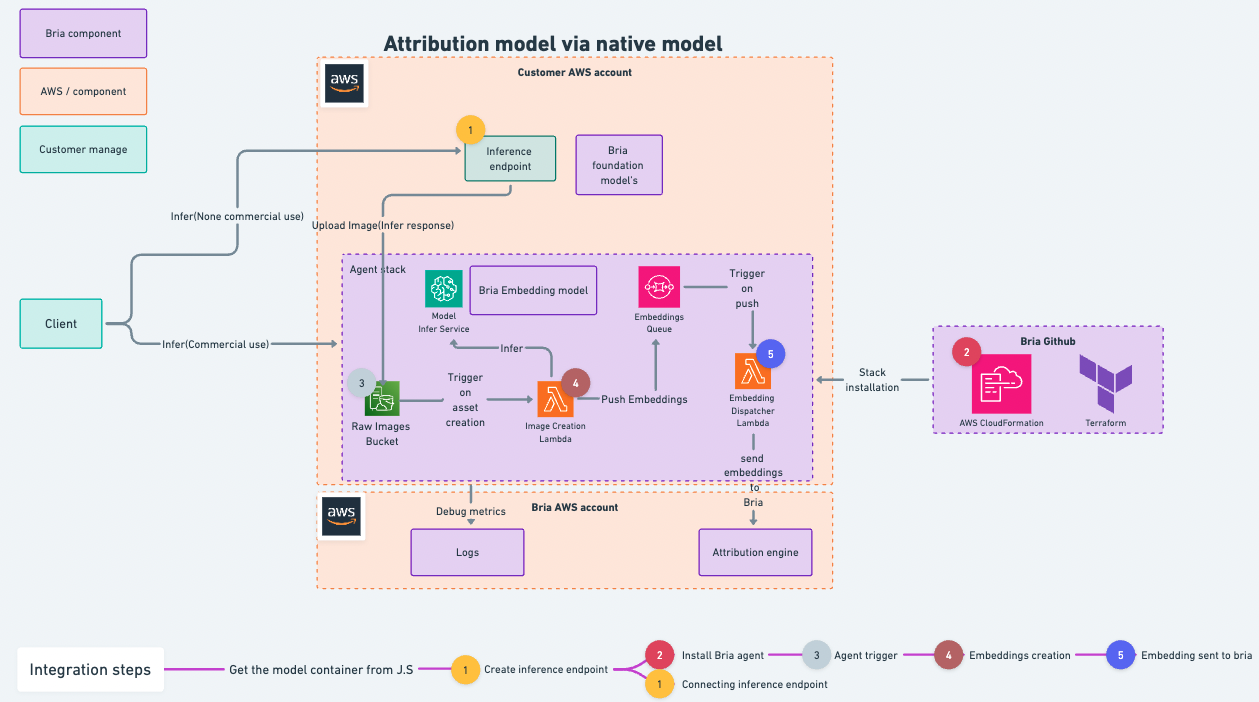 Bria component
AWS / component
Customer manage
Attribution model via native model
aws
Customer AWS account
1
Inference
endpoint
Bria
foundation
model's
Infer(None commercial use)
Upload Image(Infer response)
Client
Infer(Commercial use)
Agent stack
Model
Infer Service
Bria Embedding model
Embeddings
Queue
Trigger
on
push
Infer
3
Raw Images
Bucket
Trigger
on
asset
creation
4
Image Creation
Lambda
Push Embeddings
5
Embedding
Dispatcher
Lambda
send
embeddings
to
Bria
Stack
installation
Bria Github
2
AWS CloudFormation
Terraform
aws
Bria AWS account
Debug metrics
Logs
Attribution engine
Integration steps
Get the model container from J.S
1
Create inference endpoint
2
Install Bria agent
3
Agent trigger
4
Embeddings creation
5
Embedding sent to bria
1
Connecting inference endpoint